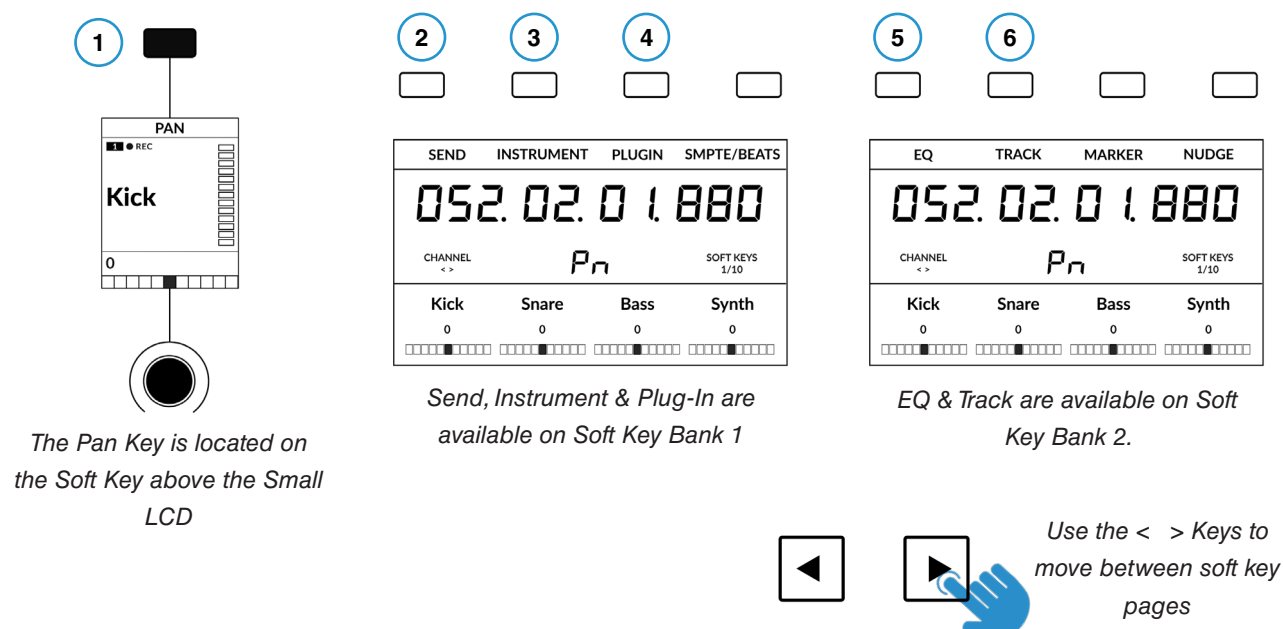 1
PAN
1 ● REC
Kick
0
The Pan Key is located on
the Soft Key above the Small
LCD
2 3 4
SEND INSTRUMENT PLUGIN SMPTE/BEATS
052. 02. 01. 880
CHANNEL
< >
Pn
SOFT KEYS
1/10
Kick Snare Bass Synth
0 0 0 0
Send, Instrument & Plug-In are
available on Soft Key Bank 1
5 6
EQ TRACK MARKER NUDGE
052. 02. 01. 880
CHANNEL
< >
Pn
SOFT KEYS
1/10
Kick Snare Bass Synth
0 0 0 0
EQ & Track are available on Soft
Key Bank 2.
Use the < > Keys to
move between soft key
pages